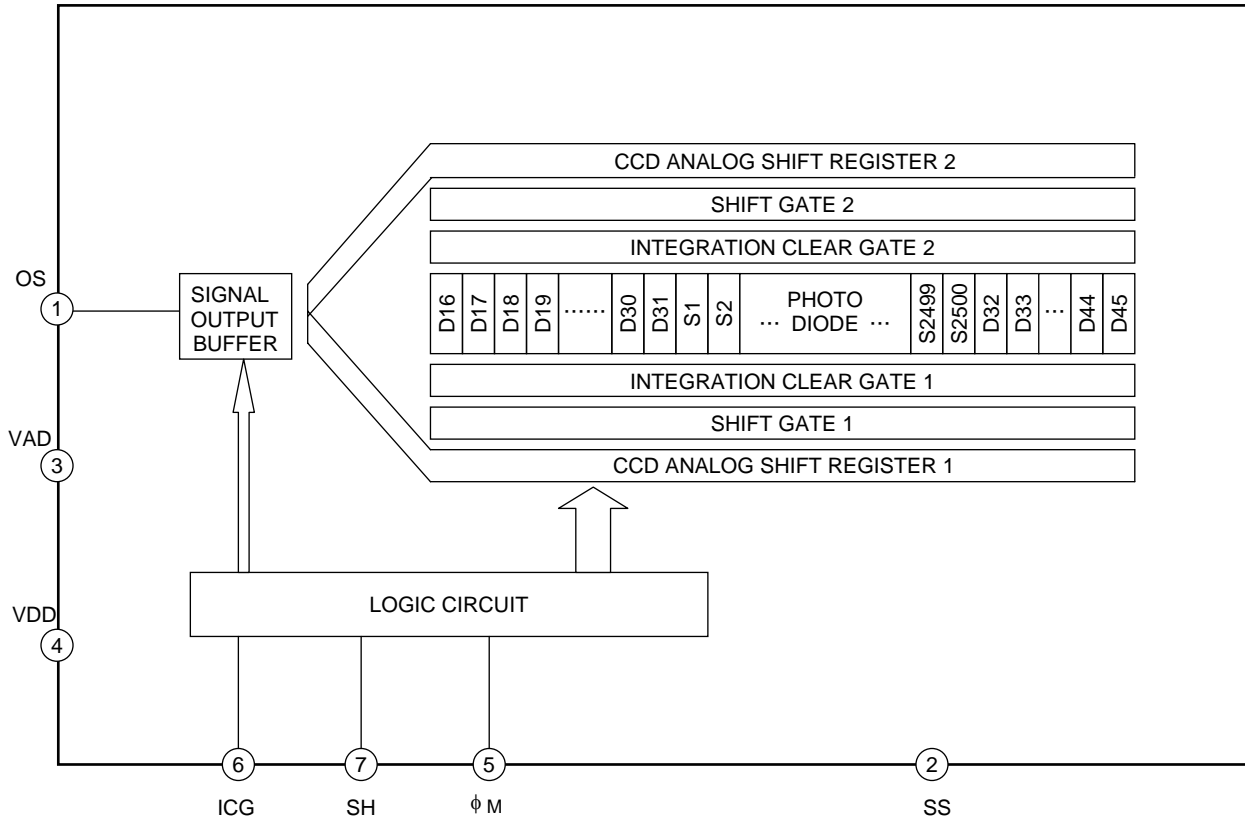 CCD ANALOG SHIFT REGISTER 2
SHIFT GATE 2
INTEGRATION CLEAR GATE 2
OS
1
SIGNAL
OUTPUT
BUFFER
D16 D17 D18 D19 ...... D30 D31 S1 S2 PHOTO
... DIODE ... S2499 S2500 D32 D33 ... D44 D45
INTEGRATION CLEAR GATE 1
SHIFT GATE 1
CCD ANALOG SHIFT REGISTER 1
VAD
3
LOGIC CIRCUIT
VDD
4
6 7 5 2
ICG SH ϕ M SS